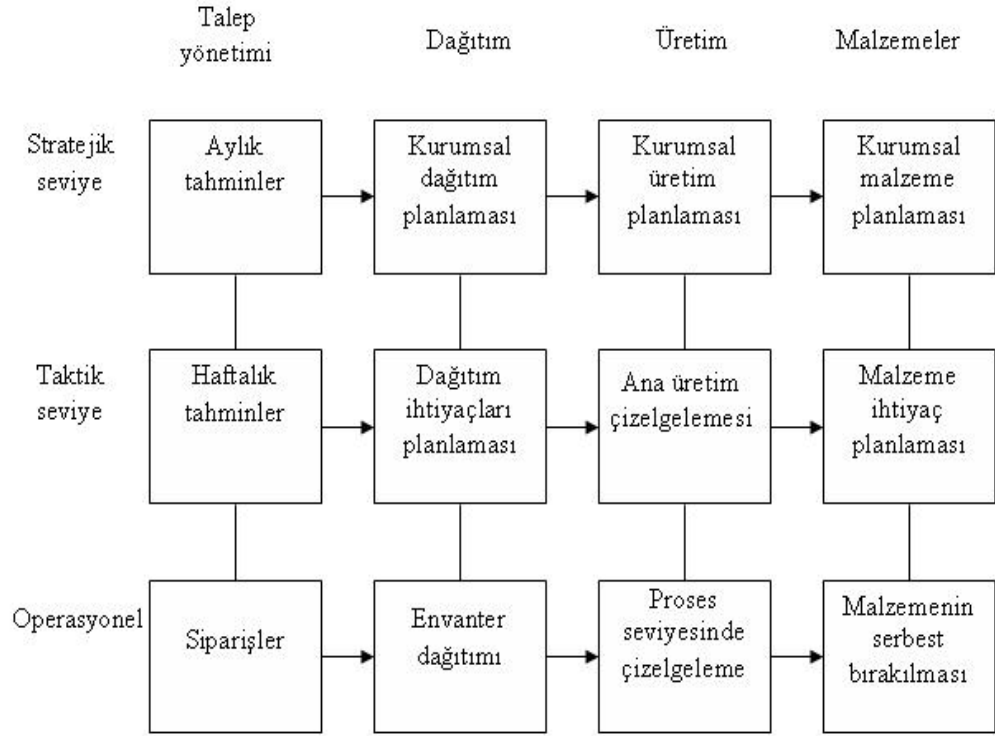 Talep
yönetimi
Dağıtım
Üretim
Malzemeler
Stratejik
seviye
Aylık
tahminler
Kurumsal
dağıtım
planlaması
Kurumsal
üretim
planlaması
Kurumsal
malzeme
planlaması
Taktik
seviye
Haftalık
tahminler
Dağıtım
ihtiyaçları
planlaması
Ana üretim
çizelgelemesi
Malzeme
ihtiyaç
planlaması
Operasyonel
Siparişler
Envanter
dağıtımı
Proses
seviyesinde
çizelgeleme
Malzemenin
serbest
bırakılması